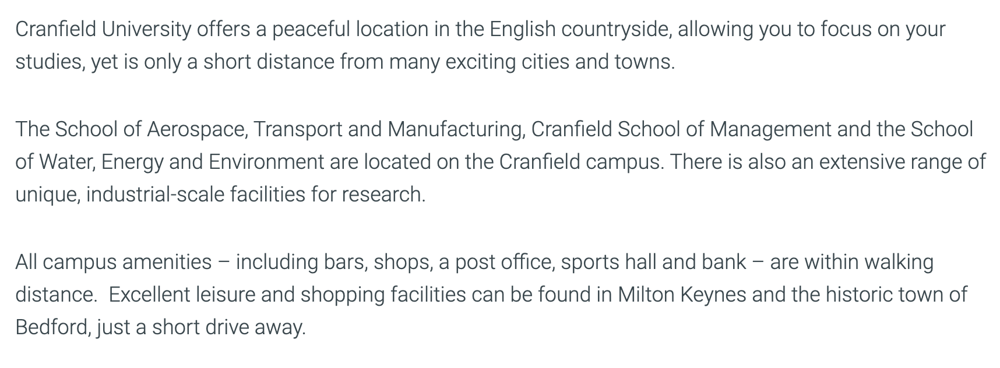 Cranfield University offers a peaceful location in the English countryside, allowing you to focus on your
studies, yet is only a short distance from many exciting cities and towns.
The School of Aerospace, Transport and Manufacturing, Cranfield School of Management and the School
of Water, Energy and Environment are located on the Cranfield campus. There is also an extensive range of
unique, industrial-scale facilities for research.
All campus amenities – including bars, shops, a post office, sports hall and bank – are within walking
distance.  Excellent leisure and shopping facilities can be found in Milton Keynes and the historic town of
Bedford, just a short drive away.